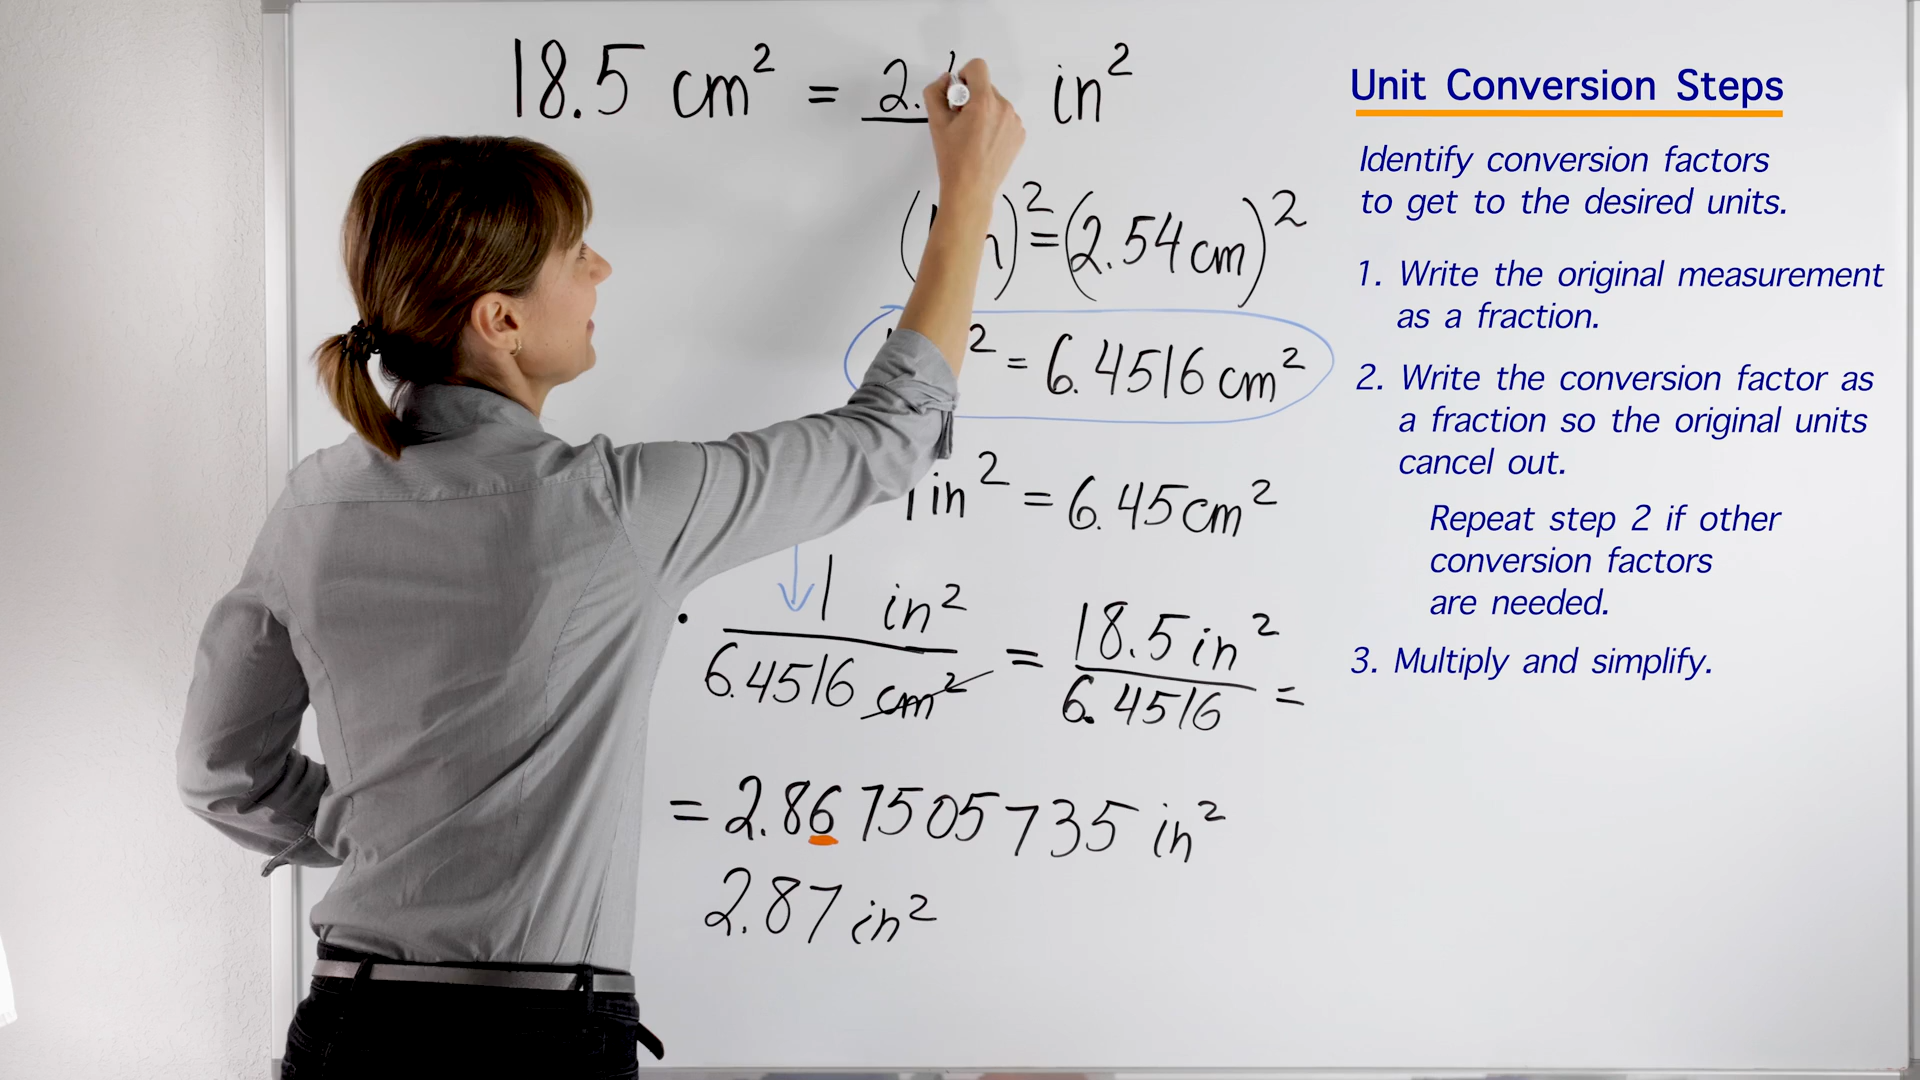 18.5 cm² = 2. in²
)² = (2.54 cm)²
² = 6.4516 cm²
1 in² = 6.45 cm²
· 1 in² / 6.4516 cm² = 18.5 in² / 6.4516 =
= 2.867505735 in²
2.87 in²
Unit Conversion Steps
Identify conversion factors
to get to the desired units.
1. Write the original measurement
as a fraction.
2. Write the conversion factor as
a fraction so the original units
cancel out.
Repeat step 2 if other
conversion factors
are needed.
3. Multiply and simplify.